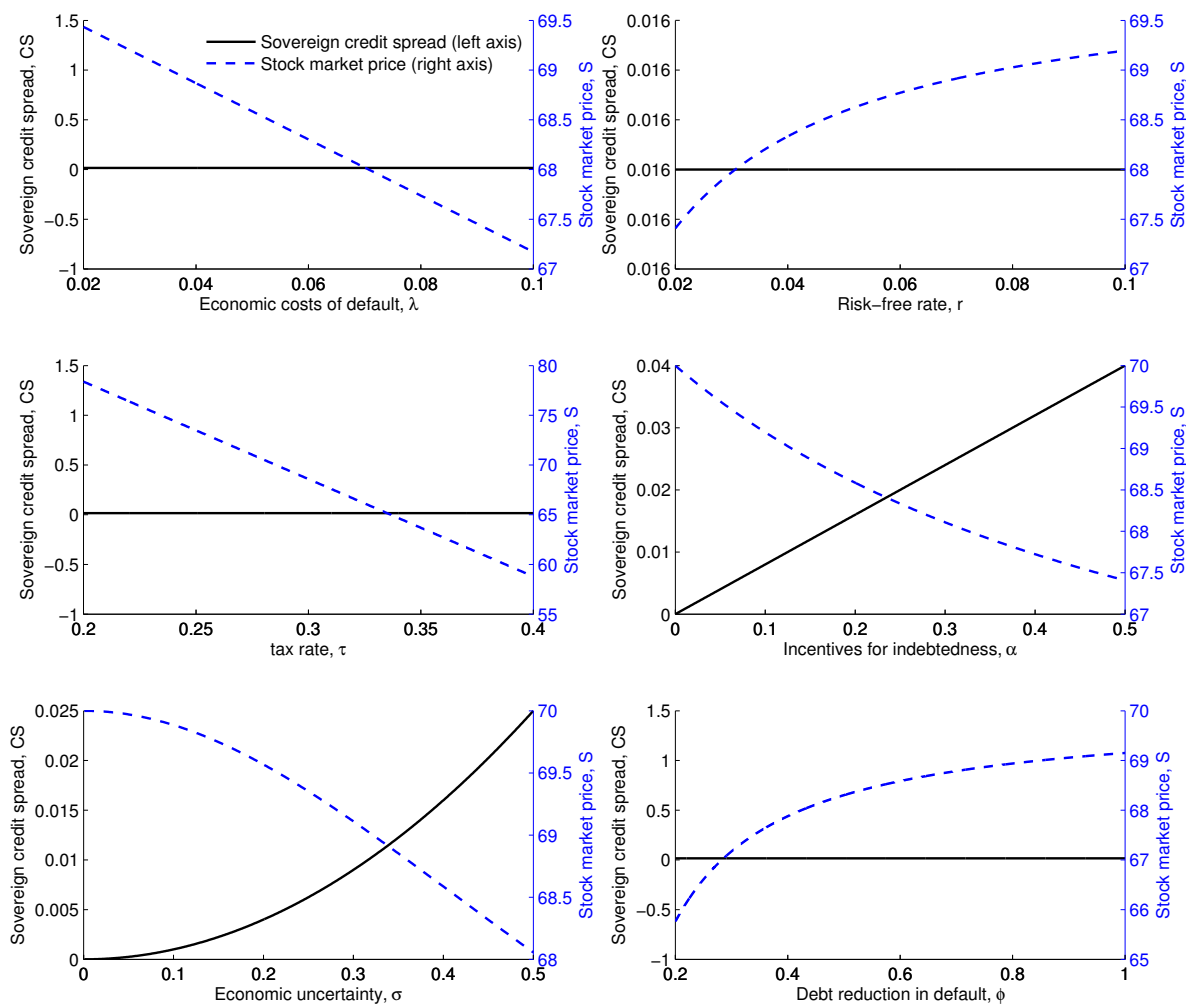 Sovereign credit spread, CS
1.5
1
0.5
0
−0.5
−1
Sovereign credit spread (left axis)
Stock market price (right axis)
69.5
69
68.5
68
67.5
67
Stock market price, S
0.02 0.04 0.06 0.08 0.1
Economic costs of default, λ
Sovereign credit spread, CS
0.016
0.016
0.016
0.016
0.016
0.016
69.5
69
68.5
68
67.5
67
Stock market price, S
0.02 0.04 0.06 0.08 0.1
Risk−free rate, r
Sovereign credit spread, CS
1.5
1
0.5
0
−0.5
−1
80
75
70
65
60
55
Stock market price, S
0.2 0.25 0.3 0.35 0.4
tax rate, τ
Sovereign credit spread, CS
0.04
0.03
0.02
0.01
0
70
69.5
69
68.5
68
67.5
67
Stock market price, S
0 0.1 0.2 0.3 0.4 0.5
Incentives for indebtedness, α
Sovereign credit spread, CS
0.025
0.02
0.015
0.01
0.005
0
70
69.5
69
68.5
68
Stock market price, S
0 0.1 0.2 0.3 0.4 0.5
Economic uncertainty, σ
Sovereign credit spread, CS
1.5
1
0.5
0
−0.5
−1
70
69
68
67
66
65
Stock market price, S
0.2 0.4 0.6 0.8 1
Debt reduction in default, ϕ